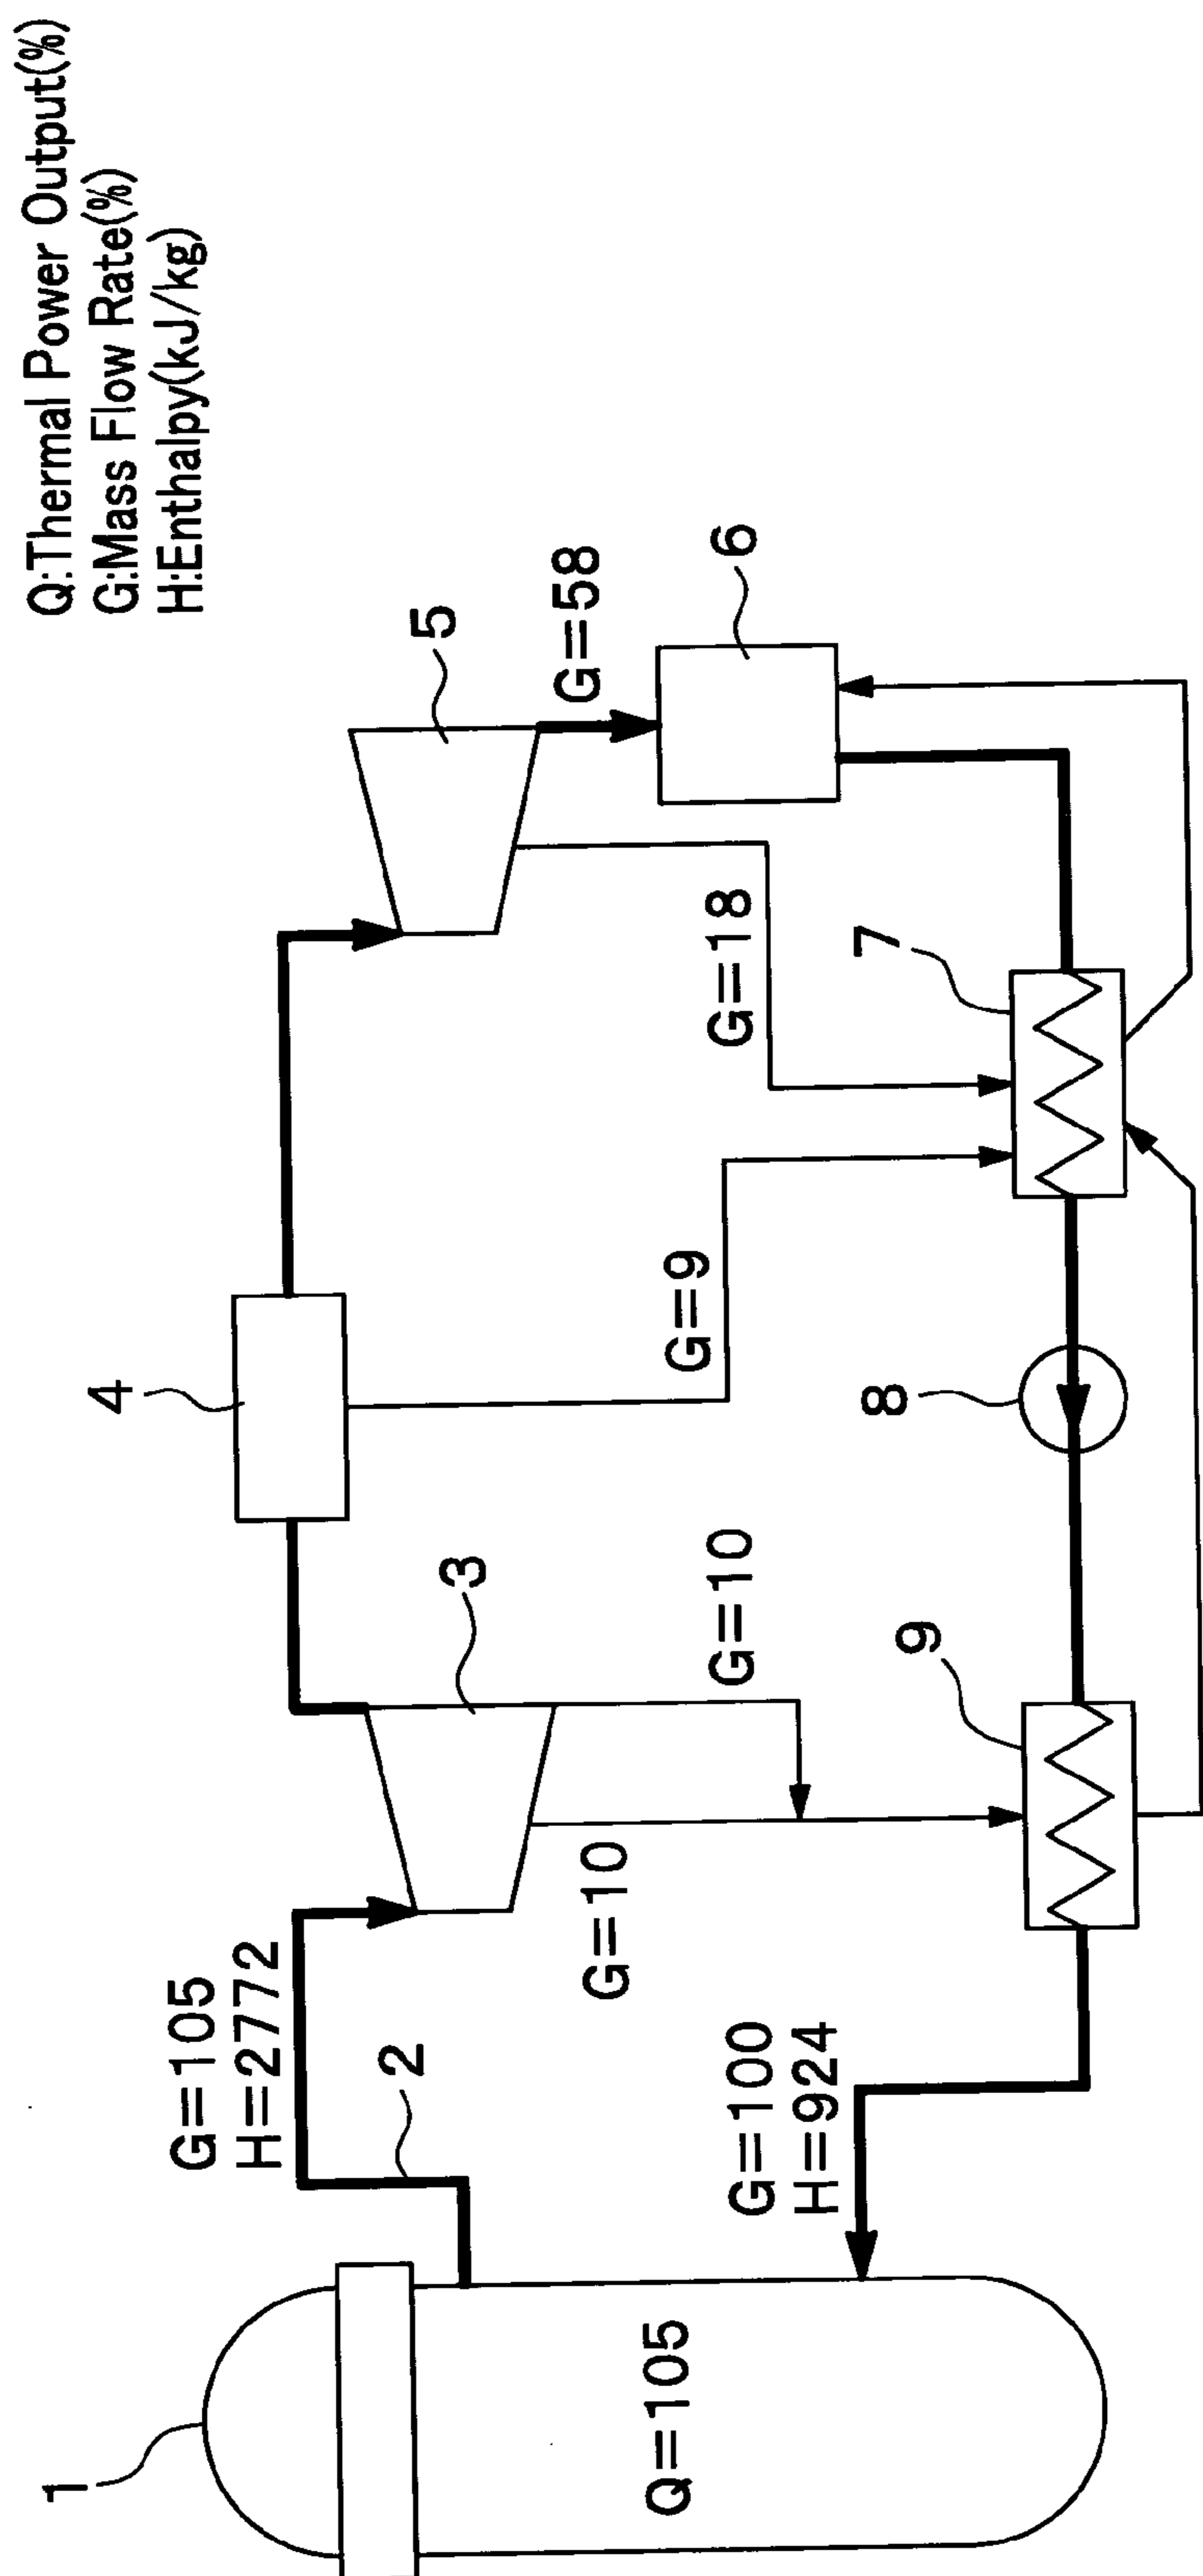 Q:Thermal Power Output(%)
G:Mass Flow Rate(%)
H:Enthalpy(kJ/kg)
1
Q=105
2
G=105
H=2772
3
G=10
G=10
4
G=9
5
G=58
6
G=18
7
8
9
G=100
H=924